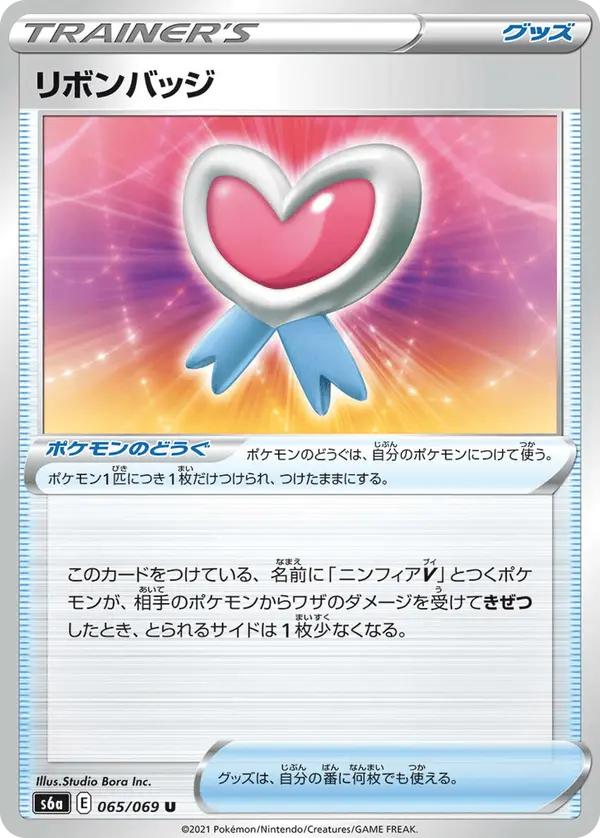 TRAINER'S
グッズ
リボンバッジ
ポケモンのどうぐ
ポケモンのどうぐは、自分のポケモンにつけて使う。
ポケモン1匹につき1枚だけつけられ、つけたままにする。
このカードをつけている、名前に「ニンフィアV」とつくポケ
モンが、相手のポケモンからワザのダメージを受けてきぜつ
したとき、とられるサイドは1枚少なくなる。
Illus.Studio Bora Inc.
グッズは、自分の番に何枚でも使える。
s6a E 065/069 U
©2021 Pokémon/Nintendo/Creatures/GAME FREAK.